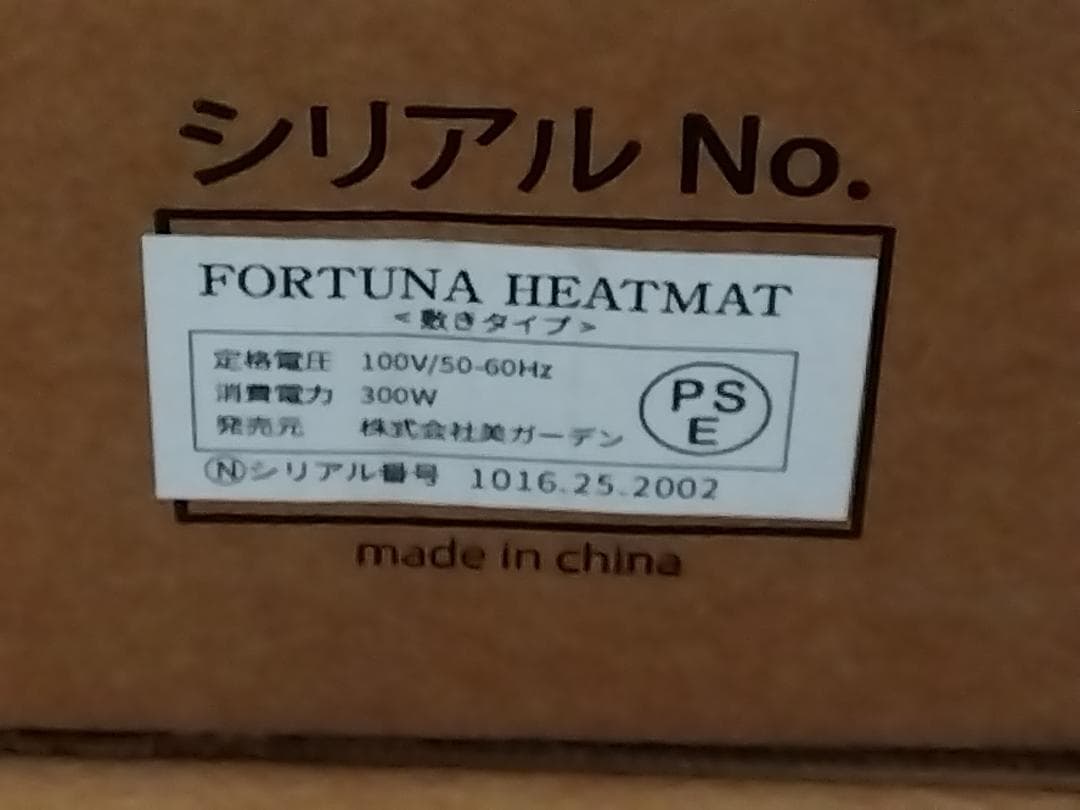 シリアル No.
FORTUNA HEATMAT
<敷きタイプ>
定格電圧 100V/50-60Hz
消費電力 300W
発売元 株式会社美ガーデン
PSE
Ⓝシリアル番号 1016.25.2002
made in china